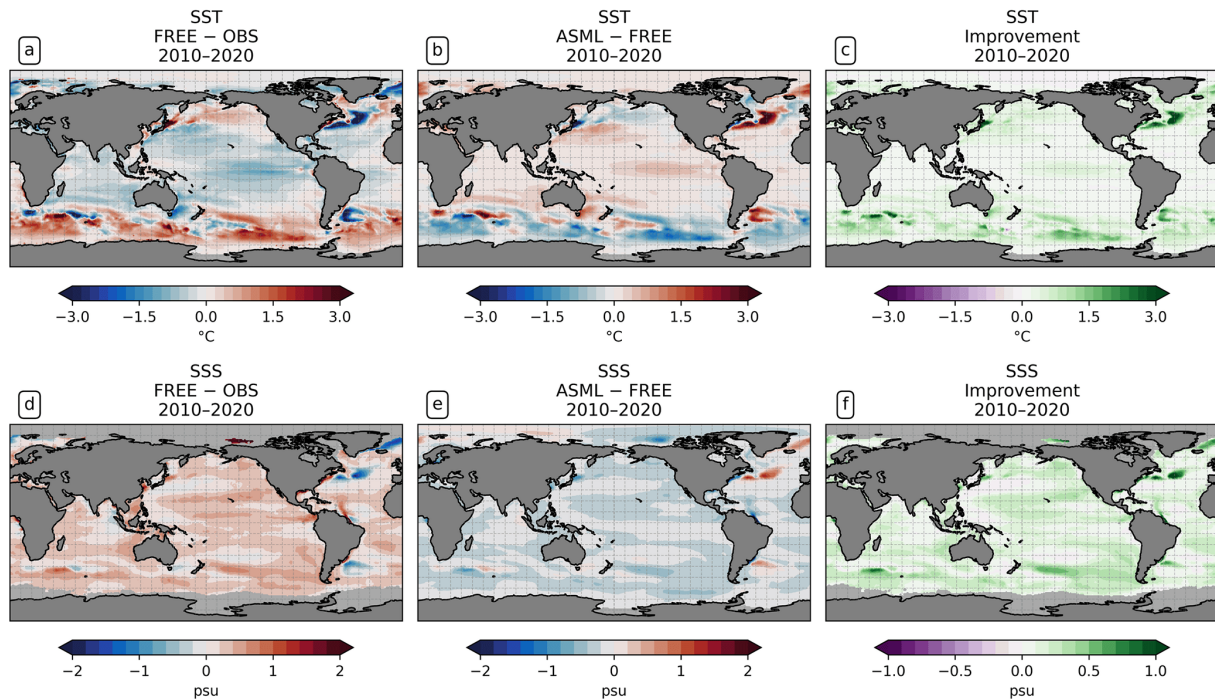 SST
FREE − OBS
2010–2020
a
SST
ASML − FREE
2010–2020
b
SST
Improvement
2010–2020
c
−3.0 −1.5 0.0 1.5 3.0
°C
−3.0 −1.5 0.0 1.5 3.0
°C
−3.0 −1.5 0.0 1.5 3.0
°C
SSS
FREE − OBS
2010–2020
d
SSS
ASML − FREE
2010–2020
e
SSS
Improvement
2010–2020
f
−2 −1 0 1 2
psu
−2 −1 0 1 2
psu
−1.0 −0.5 0.0 0.5 1.0
psu